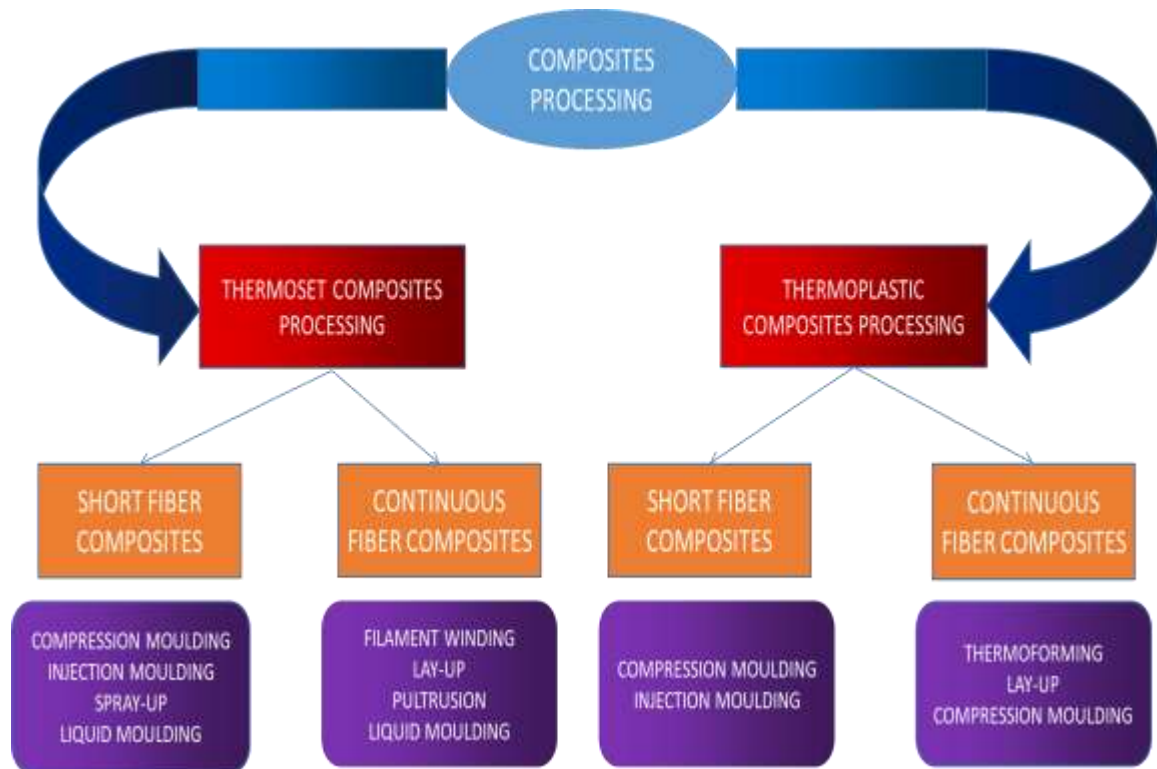 COMPOSITES
PROCESSING
THERMOSET COMPOSITES
PROCESSING
THERMOPLASTIC
COMPOSITES PROCESSING
SHORT FIBER
COMPOSITES
CONTINUOUS
FIBER COMPOSITES
SHORT FIBER
COMPOSITES
CONTINUOUS
FIBER COMPOSITES
COMPRESSION MOULDING
INJECTION MOULDING
SPRAY-UP
LIQUID MOULDING
FILAMENT WINDING
LAY-UP
PULTRUSION
LIQUID MOULDING
COMPRESSION MOULDING
INJECTION MOULDING
THERMOFORMING
LAY-UP
COMPRESSION MOULDING